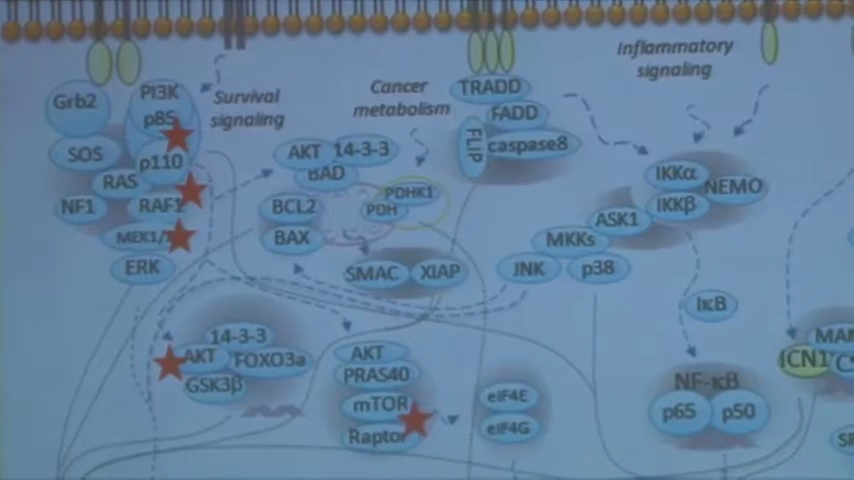 Inflammatory
signaling
Grb2
PI3K
p85
Survival
signaling
Cancer
metabolism
TRADD
FADD
FLIP
caspase8
SOS
p110
AKT
14-3-3
BAD
RAS
IKKα
NEMO
IKKβ
NF1
RAF1
BCL2
PDHK1
PDH
ASK1
MEK1/
BAX
MKKs
ERK
SMAC
XIAP
JNK
p38
IκB
14-3-3
AKT
FOXO3a
GSK3β
AKT
PRAS40
mTOR
Raptor
eIF4E
eIF4G
NF-κB
p65
p50
ICN1